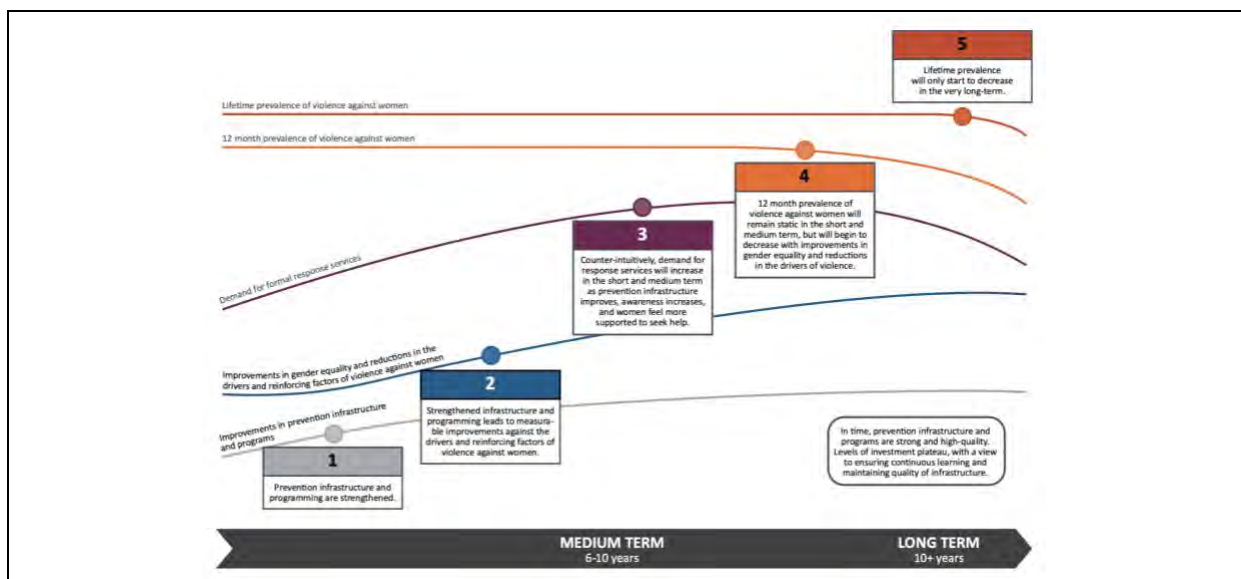 5
Lifetime prevalence
will only start to decrease
in the very long-term.
Lifetime prevalence of violence against women
12 month prevalence of violence against women
4
12 month prevalence of
violence against women will
remain static in the short and
medium term, but will begin to
decrease with improvements in
gender equality and reductions
in the drivers of violence.
3
Counter-intuitively, demand for
response services will increase
in the short and medium term
as prevention infrastructure
improves, awareness increases,
and women feel more
supported to seek help.
Demand for formal response services
Improvements in gender equality and reductions in the
drivers and reinforcing factors of violence against women
2
Strengthened infrastructure and
programming leads to measura-
ble improvements against the
drivers and reinforcing factors of
violence against women.
Improvements in prevention infrastructure
and programs
1
Prevention infrastructure and
programming are strengthened.
In time, prevention infrastructure and
programs are strong and high-quality.
Levels of investment plateau, with a view
to ensuring continuous learning and
maintaining quality of infrastructure.
MEDIUM TERM
6-10 years
LONG TERM
10+ years